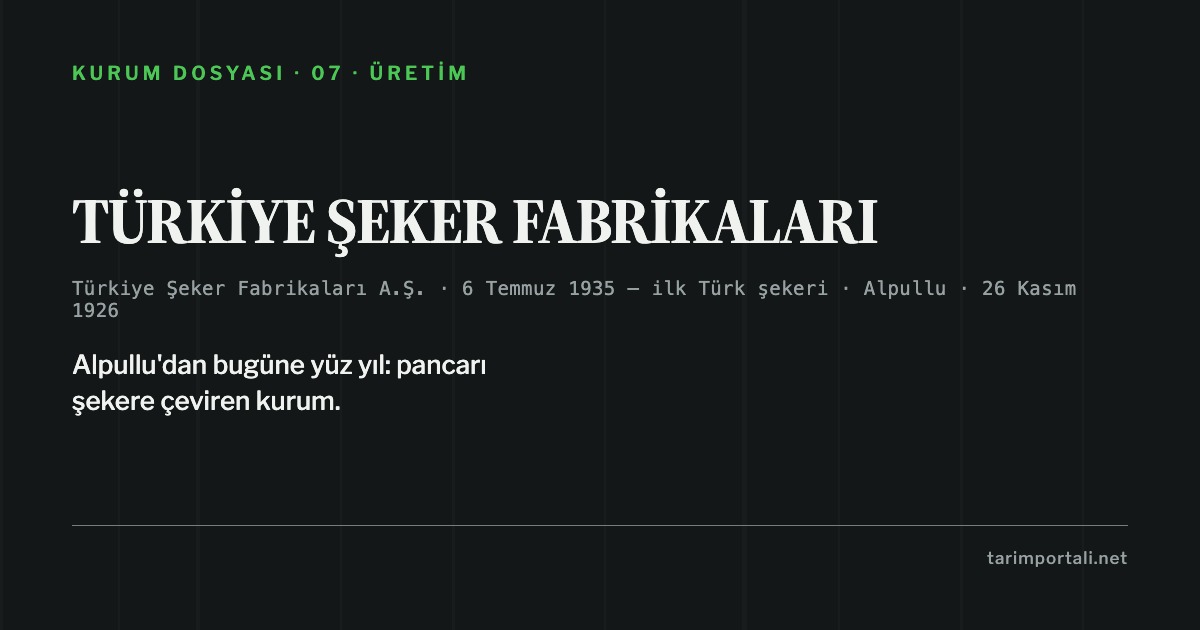 KURUM DOSYASI · 07 · ÜRETİM
TÜRKİYE ŞEKER FABRİKALARI
Türkiye Şeker Fabrikaları A.Ş. · 6 Temmuz 1935 — ilk Türk şekeri · Alpullu · 26 Kasım
1926
Alpullu'dan bugüne yüz yıl: pancarı
şekere çeviren kurum.
tarimportali.net